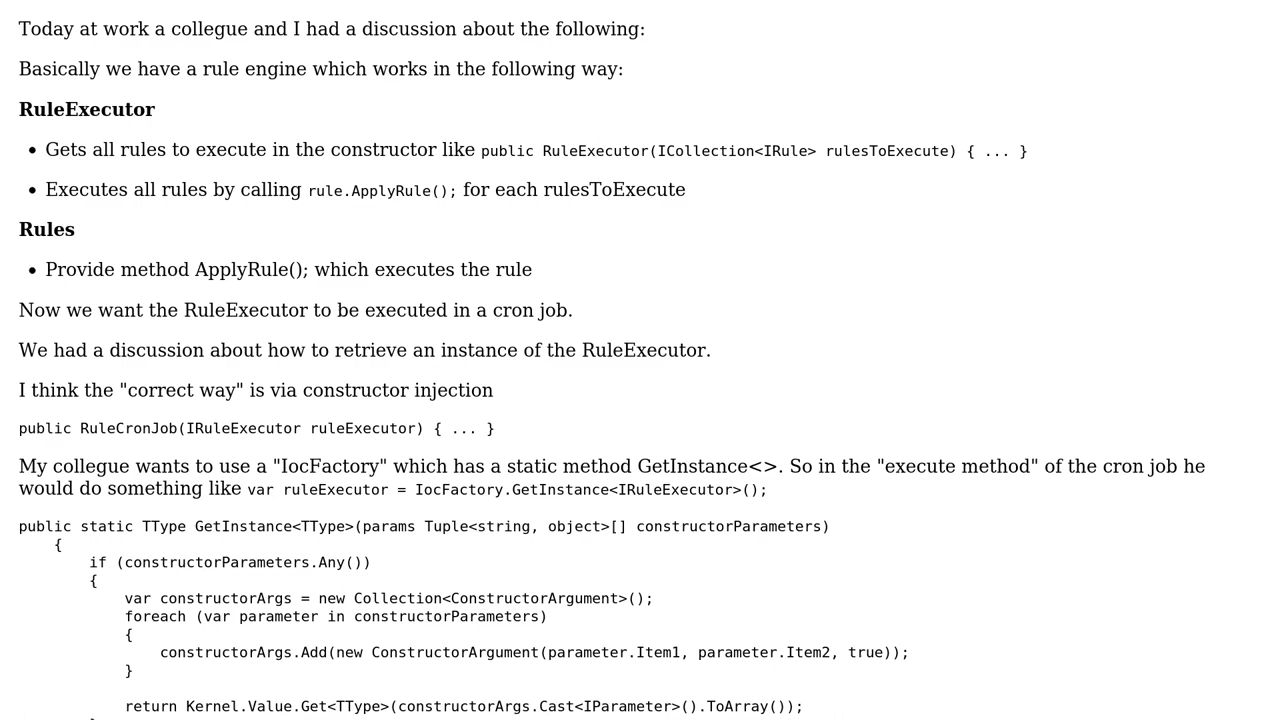 Today at work a collegue and I had a discussion about the following:
Basically we have a rule engine which works in the following way:
RuleExecutor
• Gets all rules to execute in the constructor like public RuleExecutor(ICollection<IRule> rulesToExecute) { ... }
• Executes all rules by calling rule.ApplyRule(); for each rulesToExecute
Rules
• Provide method ApplyRule(); which executes the rule
Now we want the RuleExecutor to be executed in a cron job.
We had a discussion about how to retrieve an instance of the RuleExecutor.
I think the "correct way" is via constructor injection
public RuleCronJob(IRuleExecutor ruleExecutor) { ... }
My collegue wants to use a "IocFactory" which has a static method GetInstance<>. So in the "execute method" of the cron job he
would do something like var ruleExecutor = IocFactory.GetInstance<IRuleExecutor>();
public static TType GetInstance<TType>(params Tuple<string, object>[] constructorParameters)
    {
        if (constructorParameters.Any())
        {
            var constructorArgs = new Collection<ConstructorArgument>();
            foreach (var parameter in constructorParameters)
            {
                constructorArgs.Add(new ConstructorArgument(parameter.Item1, parameter.Item2, true));
            }
            return Kernel.Value.Get<TType>(constructorArgs.Cast<IParameter>().ToArray());